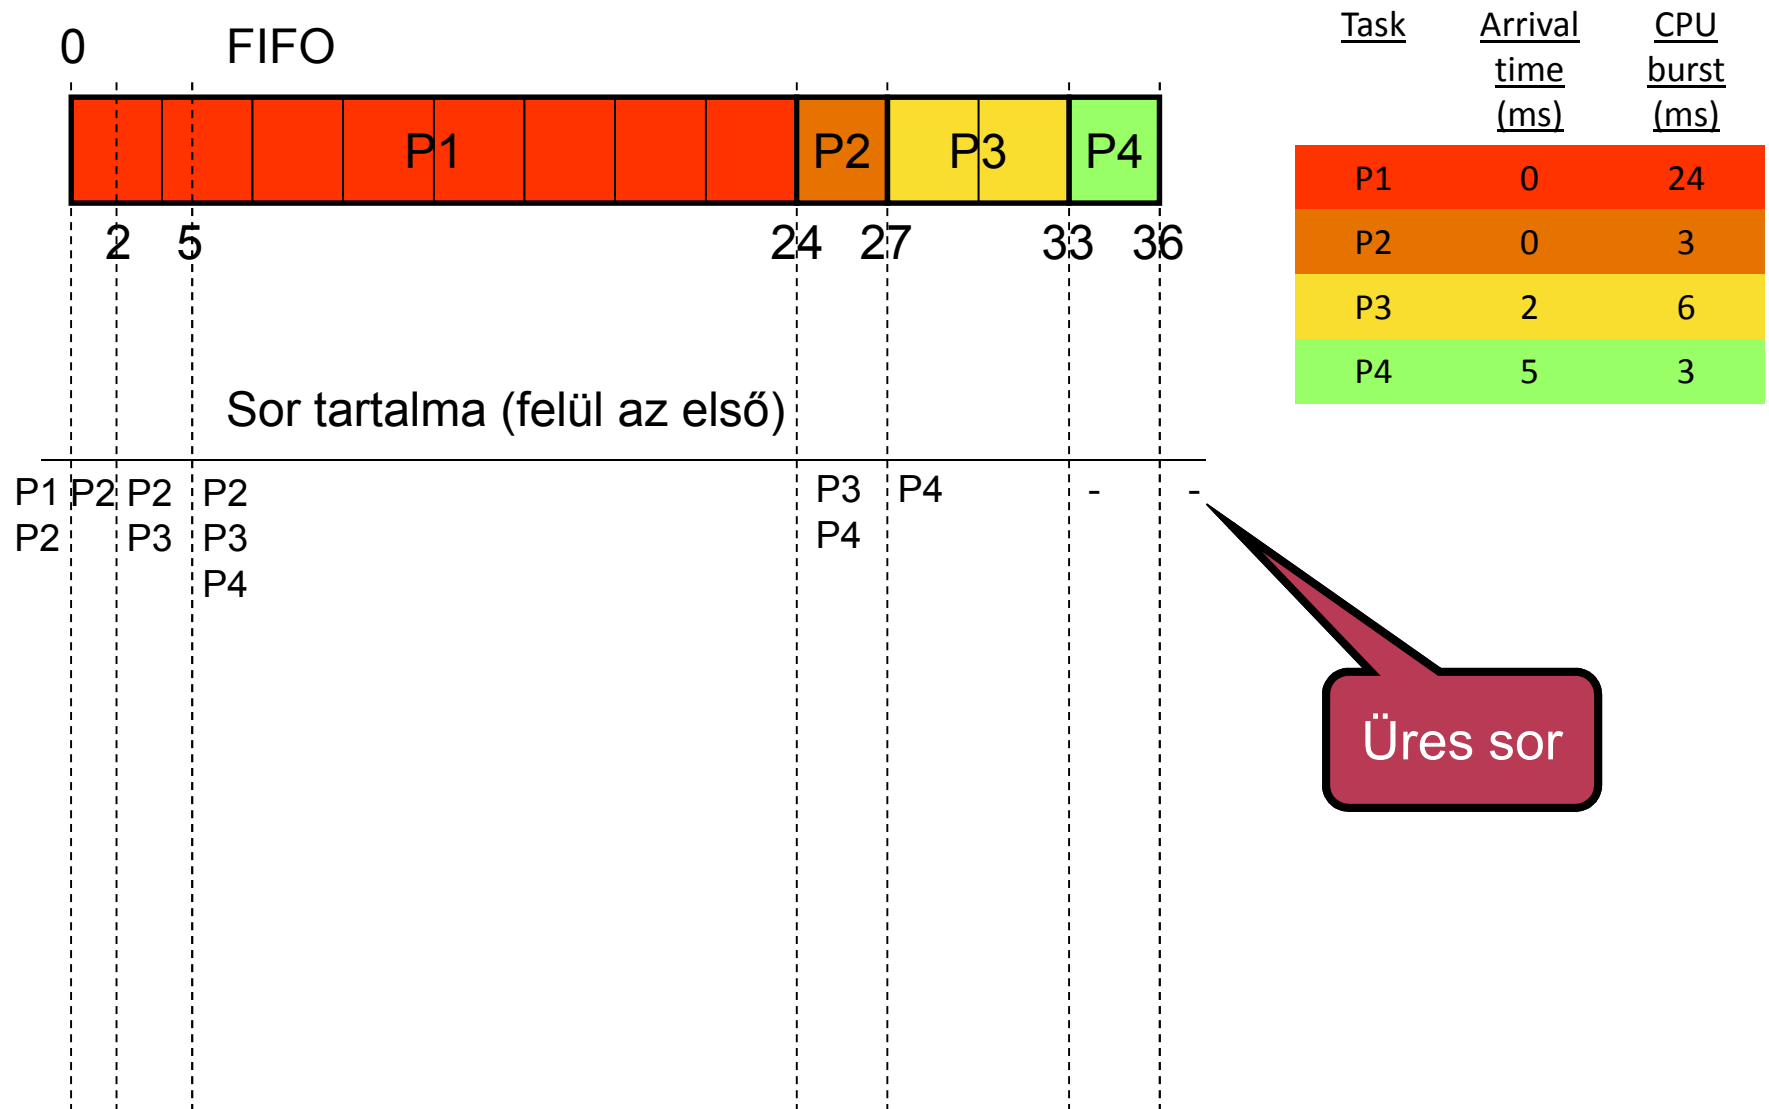 0 FIFO
P1 P2 P3 P4
2 5 24 27 33 36
Task Arrival time (ms) CPU burst (ms)
P1 0 24
P2 0 3
P3 2 6
P4 5 3
Sor tartalma (felül az első)
P1 P2 P2 P2 P3 P4 - -
P2 P3 P3 P4
P4
Üres sor